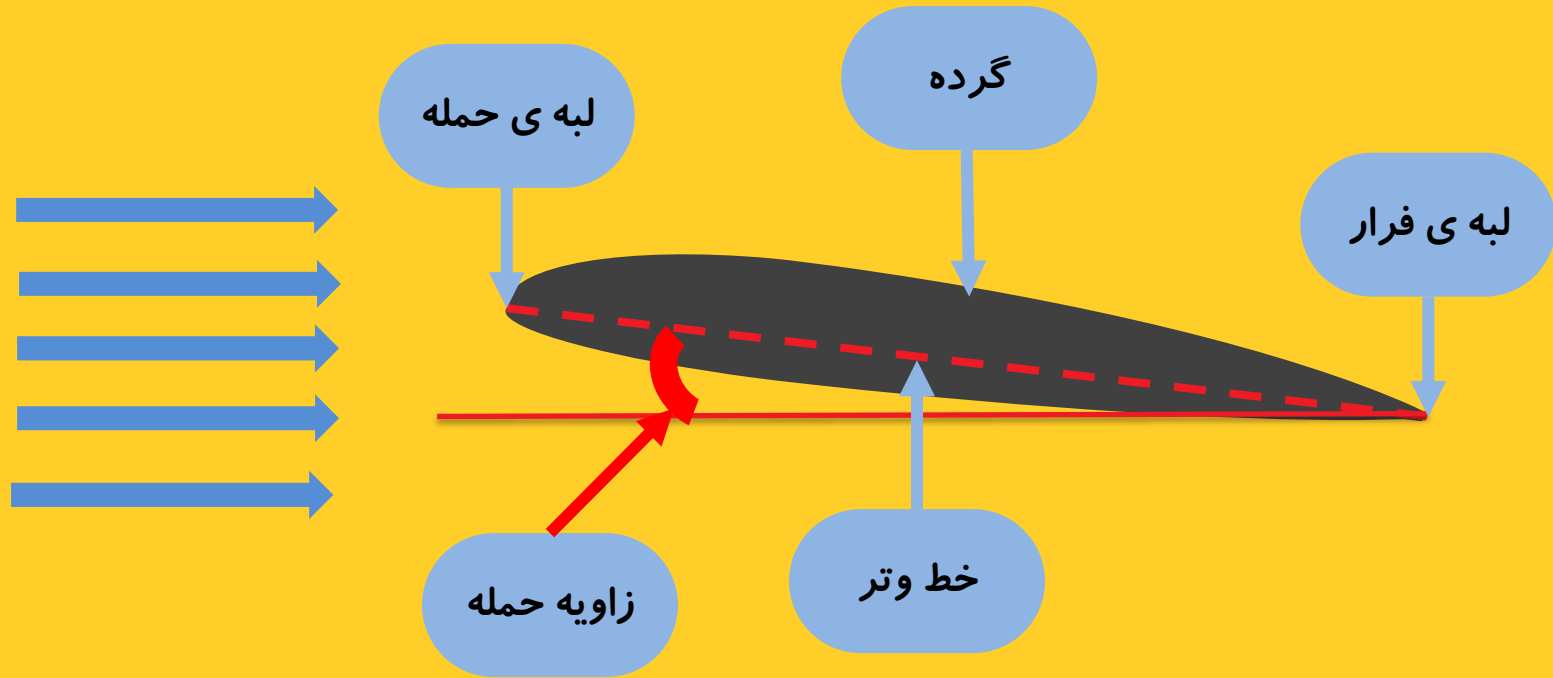 گرده
لبه ی حمله
لبه ی فرار
خط وتر
زاویه حمله